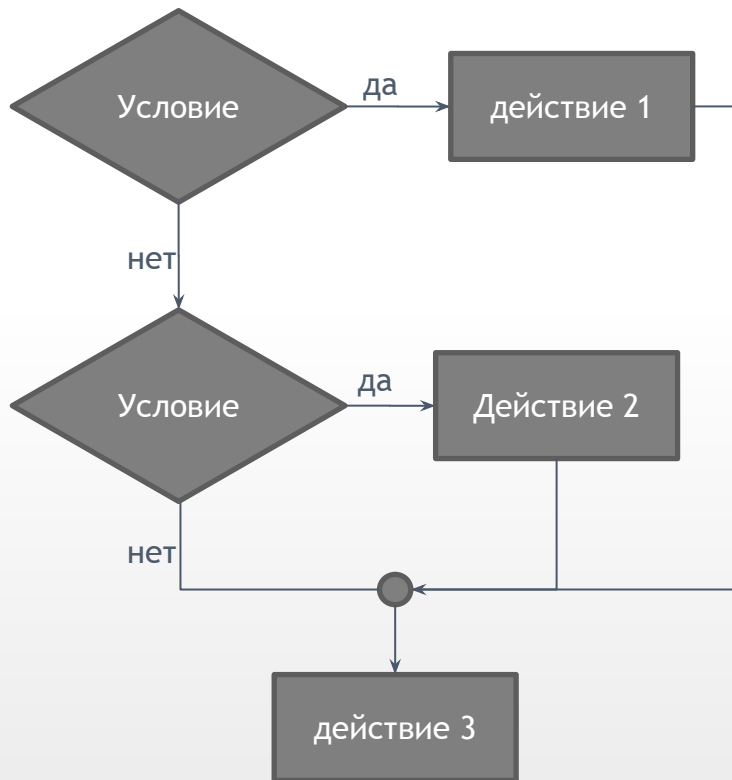 Условие
да
действие 1
нет
Условие
да
Действие 2
нет
действие 3